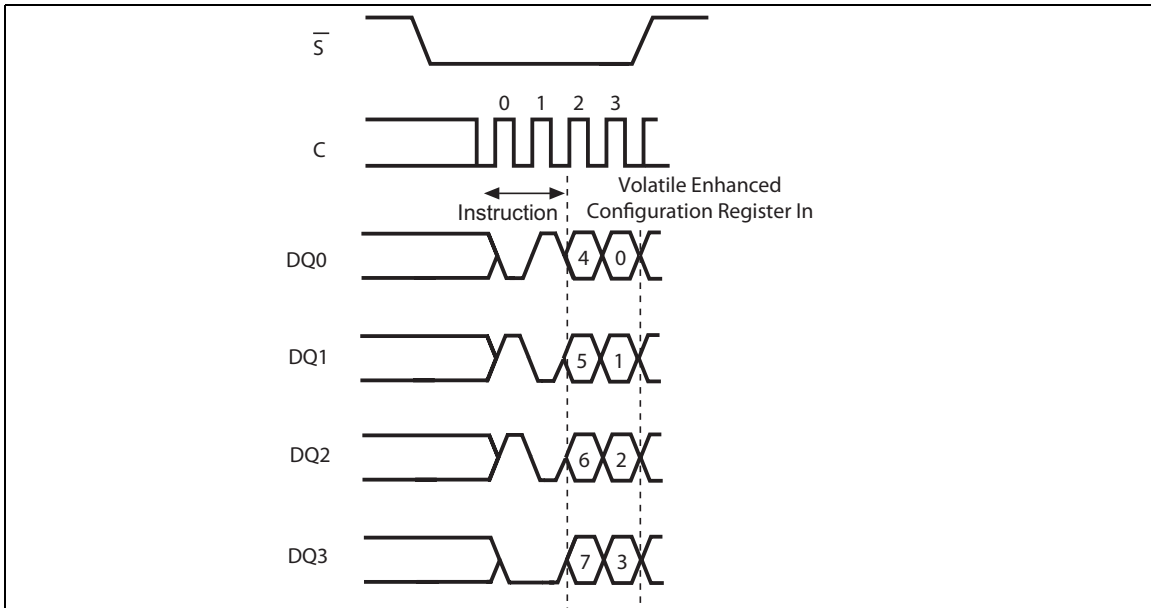 S
0 1 2 3
C
Volatile Enhanced
Instruction Configuration Register In
DQ0 4 0
DQ1 5 1
DQ2 6 2
DQ3 7 3